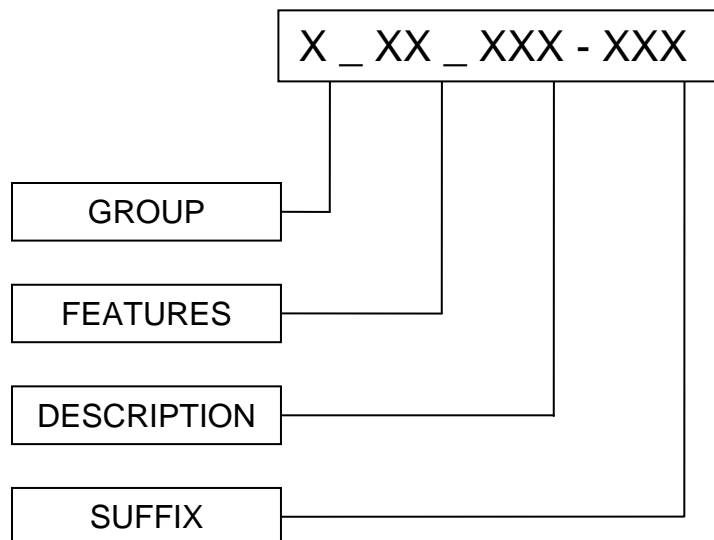 X _ XX _ XXX - XXX
GROUP
FEATURES
DESCRIPTION
SUFFIX